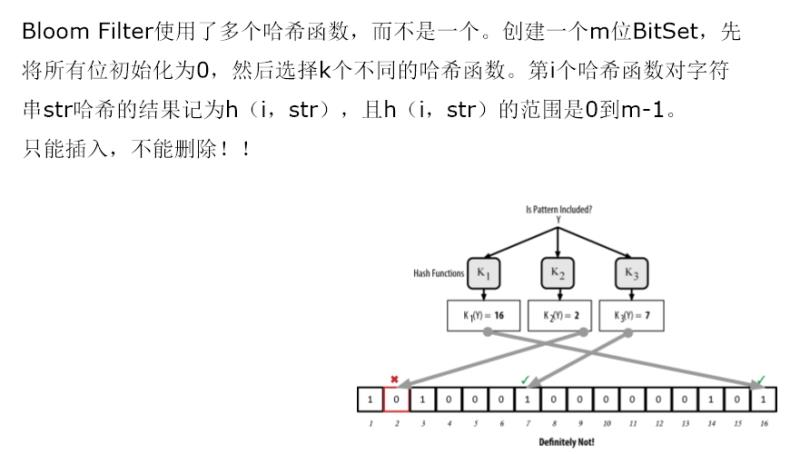 Bloom Filter使用了多个哈希函数，而不是一个。创建一个m位BitSet，先
将所有位初始化为0，然后选择k个不同的哈希函数。第i个哈希函数对字符
串str哈希的结果记为h（i，str），且h（i，str）的范围是0到m-1。
只能插入，不能删除！！
Is Pattern Included?
Y
Hash Functions K1 K2 K3
K1(Y) = 16 K2(Y) = 2 K3(Y) = 7
1 0 1 0 0 0 1 0 0 0 0 0 0 1 0 1
1 2 3 4 5 6 7 8 9 10 11 12 13 14 15 16
Definitely Not!